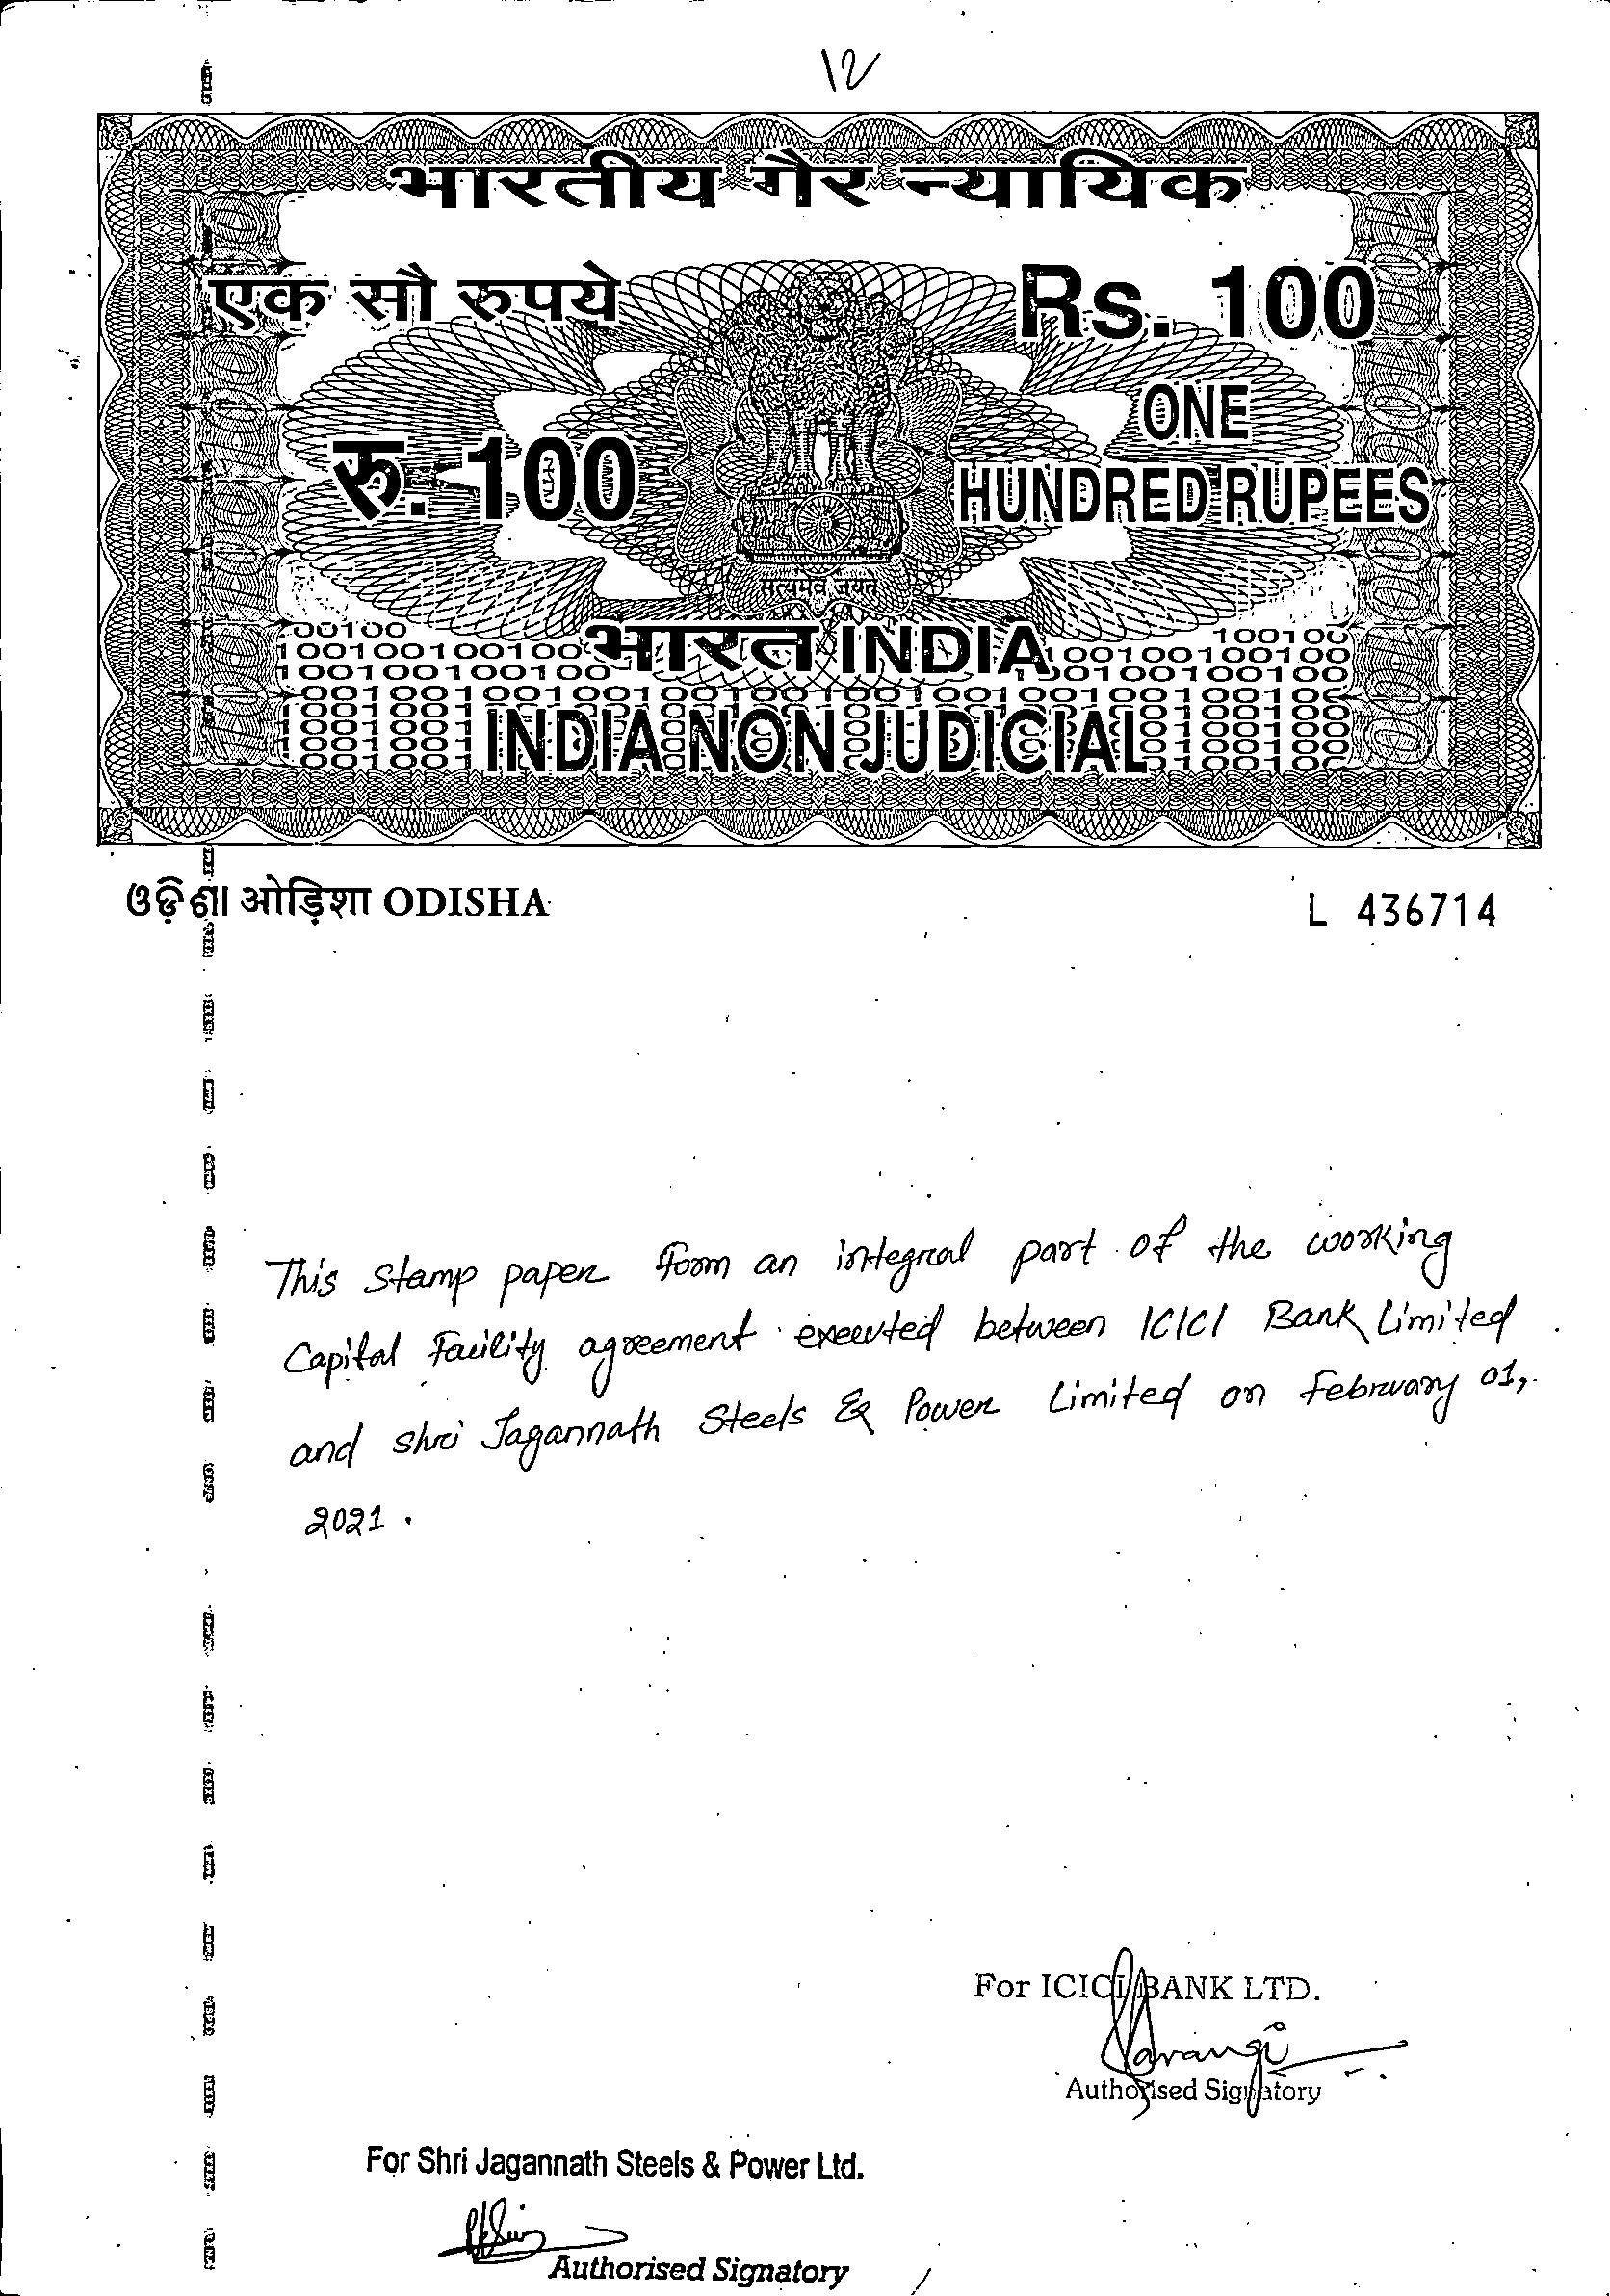 12
भारतीय गैर न्यायिक
एक सौ रुपये Rs. 100
रु. 100 ONE
HUNDRED RUPEES
सत्यमेव जयते
भारत INDIA
INDIA NON JUDICIAL
ଓଡ଼ିଶା ओड़िशा ODISHA L 436714
This stamp paper form an integral part of the working
Capital Facility agreement executed between ICICI Bank Limited
and Shri Jagannath Steels & Power Limited on February 01,
2021.
For ICICI BANK LTD.
Sarangi
Authorised Signatory
For Shri Jagannath Steels & Power Ltd.
Authorised Signatory